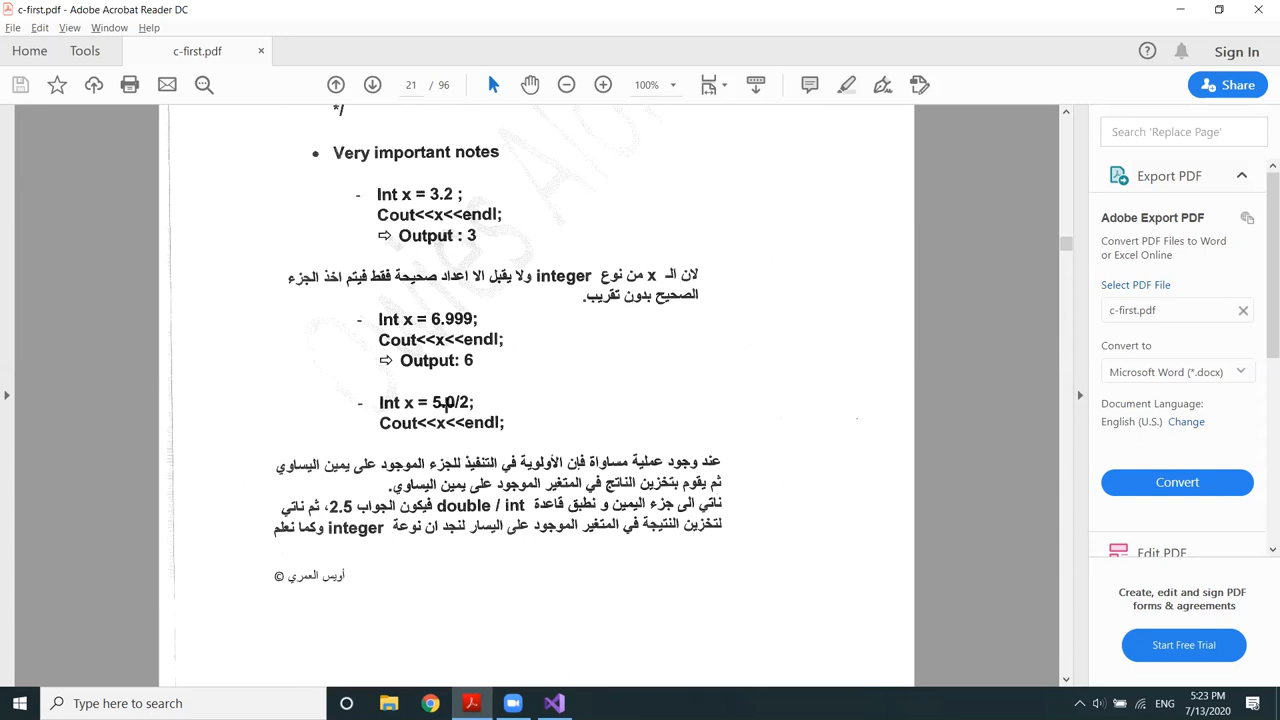 c-first.pdf - Adobe Acrobat Reader DC
File Edit View Window Help
Home Tools c-first.pdf Sign In
21 / 96 100% Share
*/
Very important notes
- Int x = 3.2 ;
Cout<<x<<endl;
⇨ Output : 3
لان الـ x من نوع integer ولا يقبل الا اعداد صحيحة فقط فيتم اخذ الجزء
الصحيح بدون تقريب.
- Int x = 6.999;
Cout<<x<<endl;
⇨ Output: 6
- Int x = 5.0/2;
Cout<<x<<endl;
عند وجود عملية مساواة فإن الأولوية في التنفيذ للجزء الموجود على يمين اليساوي
ثم يقوم بتخزين الناتج في المتغير الموجود على يمين اليساوي.
ناتي الى جزء اليمين و نطبق قاعدة double / int فيكون الجواب 2.5، ثم ناتي
لتخزين النتيجة في المتغير الموجود على اليسار لنجد ان نوعة integer وكما نعلم
أويس العمري ©
Search 'Replace Page'
Export PDF
Adobe Export PDF
Convert PDF Files to Word
or Excel Online
Select PDF File
c-first.pdf
Convert to
Microsoft Word (*.docx)
Document Language:
English (U.S.) Change
Convert
Edit PDF
Create, edit and sign PDF
forms & agreements
Start Free Trial
Type here to search
ENG
5:23 PM
7/13/2020